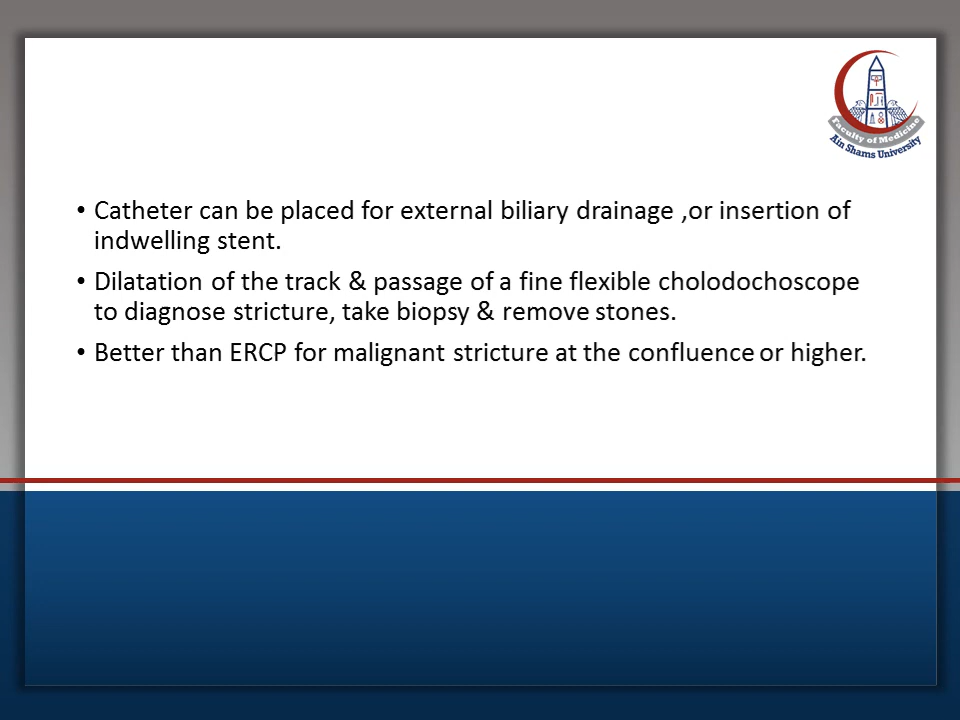 Faculty of Medicine
Ain Shams University
• Catheter can be placed for external biliary drainage ,or insertion of
indwelling stent.
• Dilatation of the track & passage of a fine flexible cholodochoscope
to diagnose stricture, take biopsy & remove stones.
• Better than ERCP for malignant stricture at the confluence or higher.